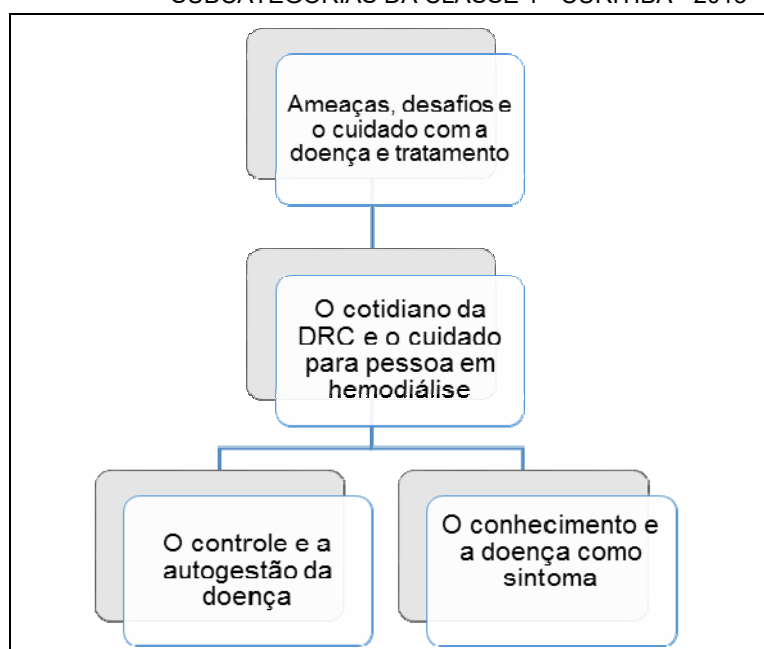 SUBCATEGORIAS DA CLASSE 1 - CURITIBA - 2016
Ameaças, desafios e
o cuidado com a
doença e tratamento
O cotidiano da
DRC e o cuidado
para pessoa em
hemodiálise
O controle e a
autogestão da
doença
O conhecimento e
a doença como
sintoma